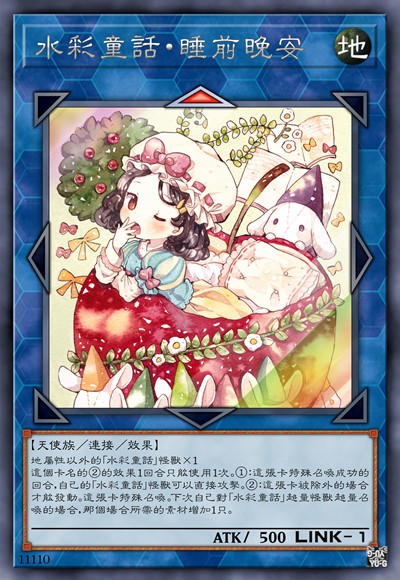 水彩童話・睡前晚安
地
【天使族／連接／效果】
地屬性以外的「水彩童話」怪獸×1
這個卡名的②的效果1回合只能使用1次。①:這張卡特殊召喚成功的
回合,自己的「水彩童話」怪獸可以直接攻擊。②:這張卡被除外的場合
才能發動。這張卡特殊召喚。下次自己對「水彩童話」超量怪獸超量召
喚的場合,那個場合所需的素材增加1只。
ATK/ 500 LINK-1
11110